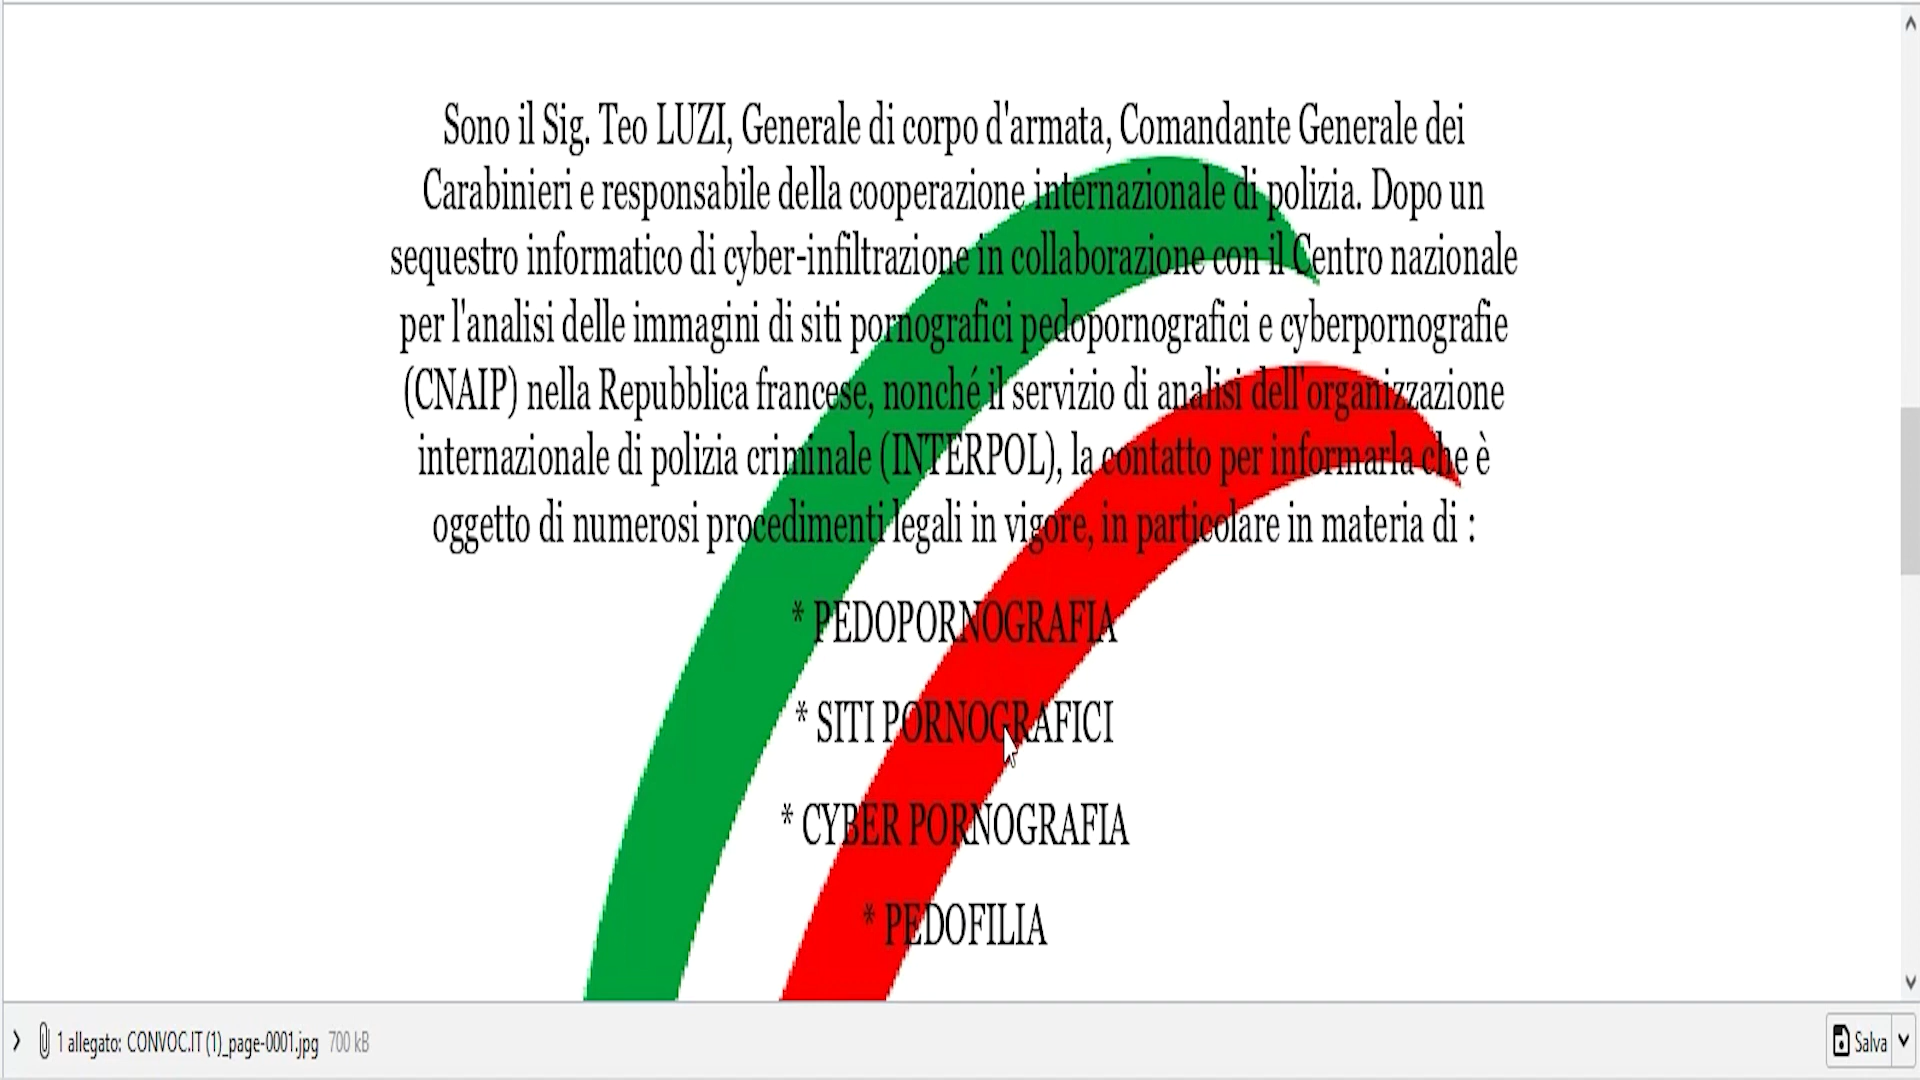 Sono il Sig. Teo LUZI, Generale di corpo d'armata, Comandante Generale dei
Carabinieri e responsabile della cooperazione internazionale di polizia. Dopo un
sequestro informatico di cyber-infiltrazione in collaborazione con il Centro nazionale
per l'analisi delle immagini di siti pornografici pedopornografici e cyberpornografie
(CNAIP) nella Repubblica francese, nonché il servizio di analisi dell'organizzazione
internazionale di polizia criminale (INTERPOL), la contatto per informarla che è
oggetto di numerosi procedimenti legali in vigore, in particolare in materia di :
* PEDOPORNOGRAFIA
* SITI PORNOGRAFICI
* CYBER PORNOGRAFIA
* PEDOFILIA
1 allegato: CONVOC.IT (1)_page-0001.jpg 700 kB
Salva